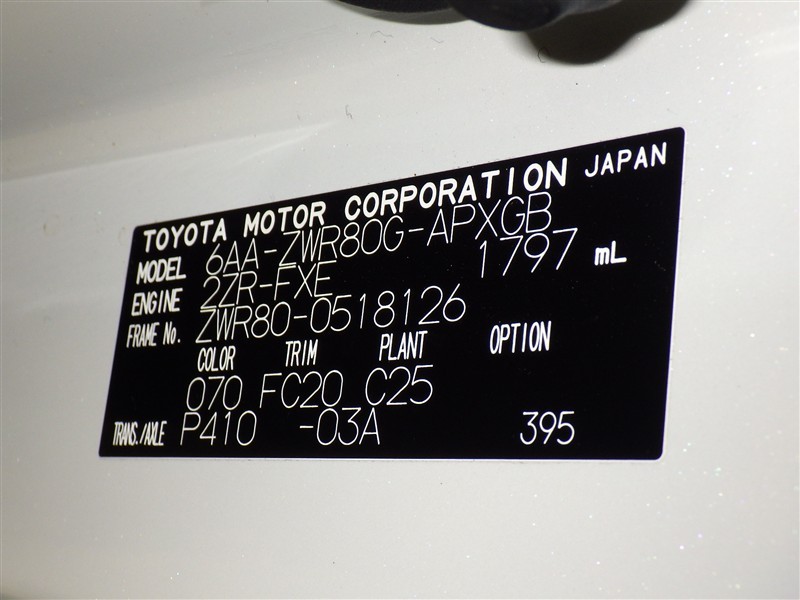 TOYOTA MOTOR CORPORATION JAPAN
MODEL 6AA-ZWR80G-APXGB
ENGINE 2ZR-FXE 1797 mL
FRAME No. ZWR80-0518126
COLOR TRIM PLANT OPTION
070 FC20 C25
TRANS./AXLE P410 -03A 395